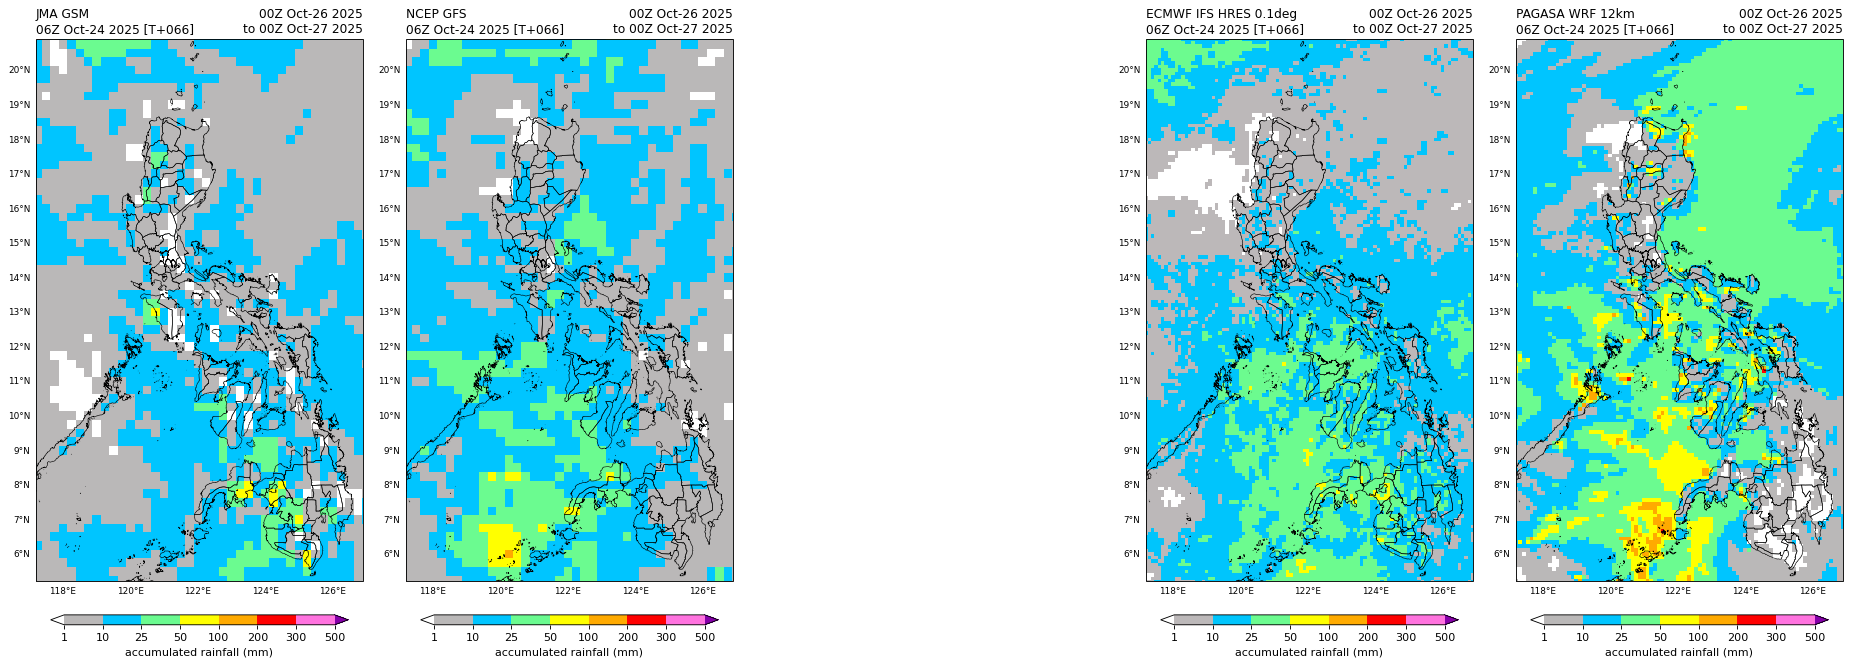 JMA GSM 00Z Oct-26 2025
06Z Oct-24 2025 [T+066] to 00Z Oct-27 2025
20°N
19°N
18°N
17°N
16°N
15°N
14°N
13°N
12°N
11°N
10°N
9°N
8°N
7°N
6°N
118°E 120°E 122°E 124°E 126°E
1 10 25 50 100 200 300 500
accumulated rainfall (mm)
NCEP GFS 00Z Oct-26 2025
06Z Oct-24 2025 [T+066] to 00Z Oct-27 2025
20°N
19°N
18°N
17°N
16°N
15°N
14°N
13°N
12°N
11°N
10°N
9°N
8°N
7°N
6°N
118°E 120°E 122°E 124°E 126°E
1 10 25 50 100 200 300 500
accumulated rainfall (mm)
ECMWF IFS HRES 0.1deg 00Z Oct-26 2025
06Z Oct-24 2025 [T+066] to 00Z Oct-27 2025
20°N
19°N
18°N
17°N
16°N
15°N
14°N
13°N
12°N
11°N
10°N
9°N
8°N
7°N
6°N
118°E 120°E 122°E 124°E 126°E
1 10 25 50 100 200 300 500
accumulated rainfall (mm)
PAGASA WRF 12km 00Z Oct-26 2025
06Z Oct-24 2025 [T+066] to 00Z Oct-27 2025
20°N
19°N
18°N
17°N
16°N
15°N
14°N
13°N
12°N
11°N
10°N
9°N
8°N
7°N
6°N
118°E 120°E 122°E 124°E 126°E
1 10 25 50 100 200 300 500
accumulated rainfall (mm)